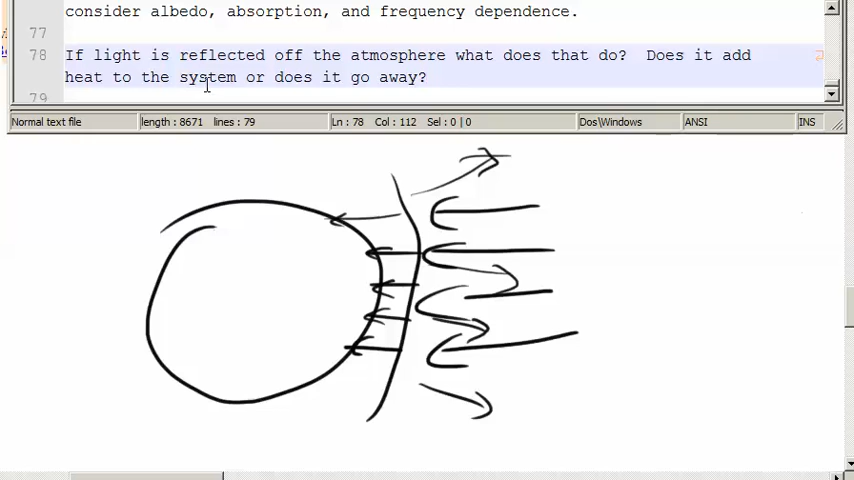 consider albedo, absorption, and frequency dependence.
77
78 If light is reflected off the atmosphere what does that do?  Does it add
heat to the system or does it go away?
79
Normal text file length : 8671 lines : 79 Ln : 78 Col : 112 Sel : 0 | 0 Dos\Windows ANSI INS